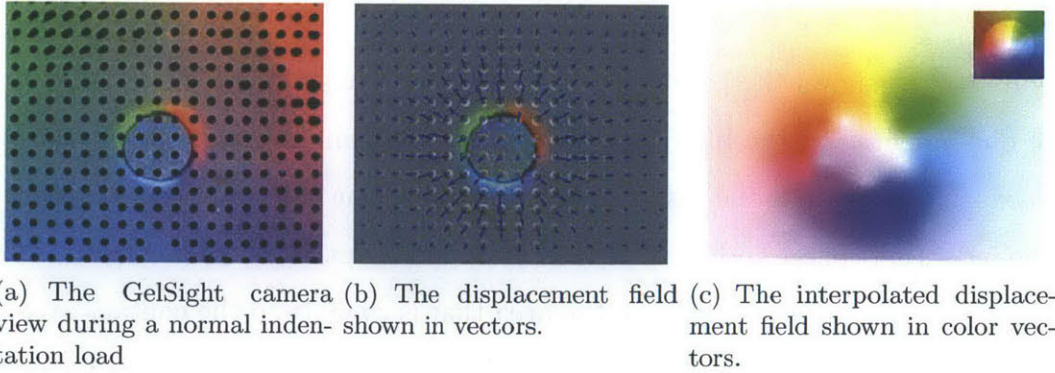 (a) The GelSight camera
view during a normal inden-
tation load
(b) The displacement field
shown in vectors.
(c) The interpolated displace-
ment field shown in color vec-
tors.